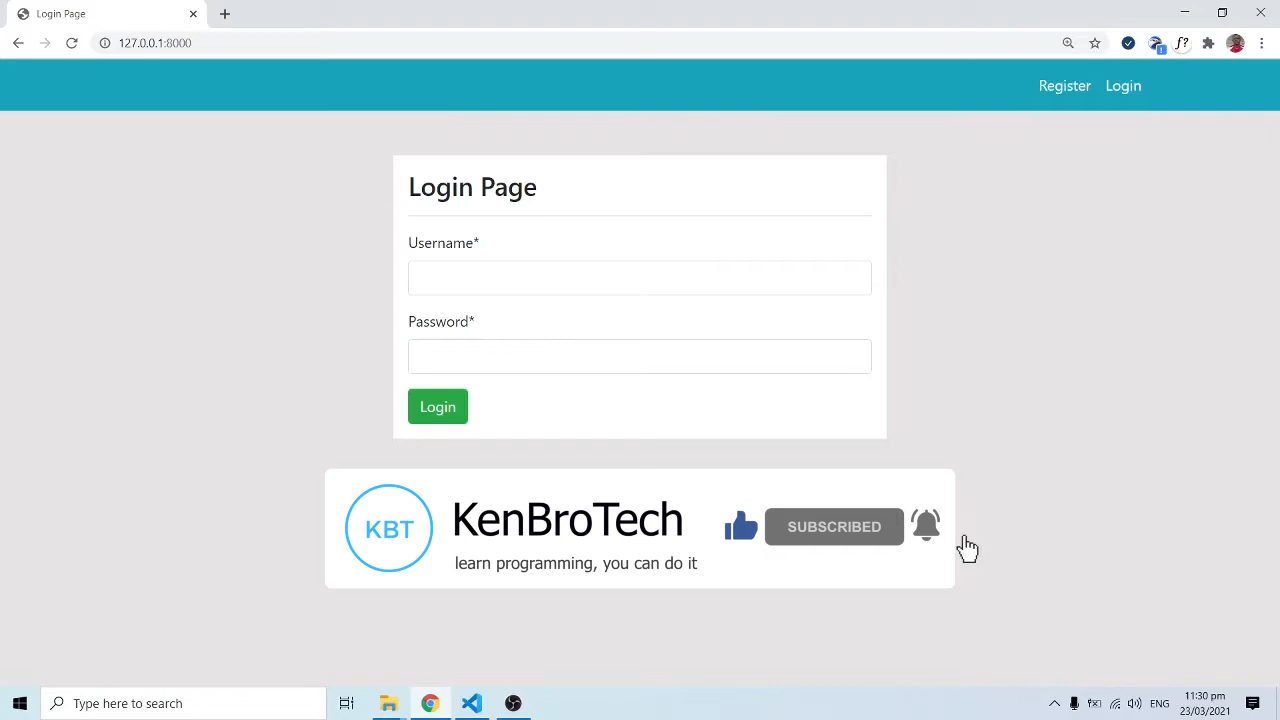 Login Page
127.0.0.1:8000
Register Login
Login Page
Username*
Password*
Login
KBT
KenBroTech
learn programming, you can do it
SUBSCRIBED
Type here to search
ENG
11:30 pm
23/03/2021